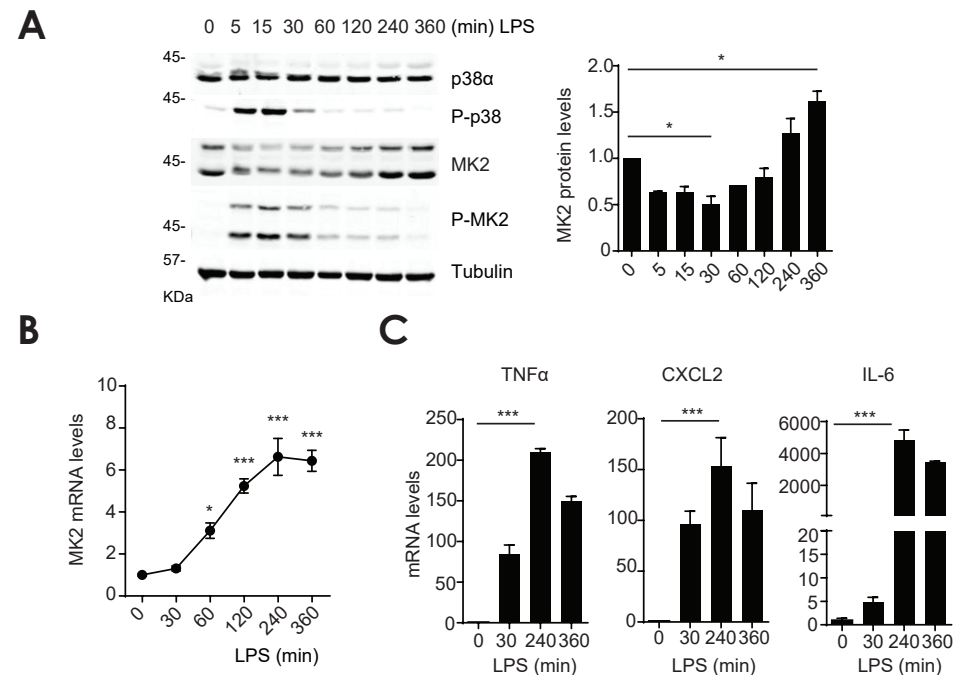 A
0 5 15 30 60 120 240 360 (min) LPS
45-
p38α
45-
P-p38
45-
MK2
P-MK2
45-
57-
Tubulin
KDa
MK2 protein levels
2.0
1.5
1.0
0.5
0
*
*
0 5 15 30 60 120 240 360
B
MK2 mRNA levels
10
8
6
4
2
0
*
***
***
***
0 30 60 120 240 360
LPS (min)
C
TNFα
mRNA levels
250
200
150
100
50
0
***
0 30 240 360
LPS (min)
CXCL2
200
150
100
50
0
***
0 30 240 360
LPS (min)
IL-6
6000
4000
2000
20
15
10
5
0
***
0 30 240 360
LPS (min)